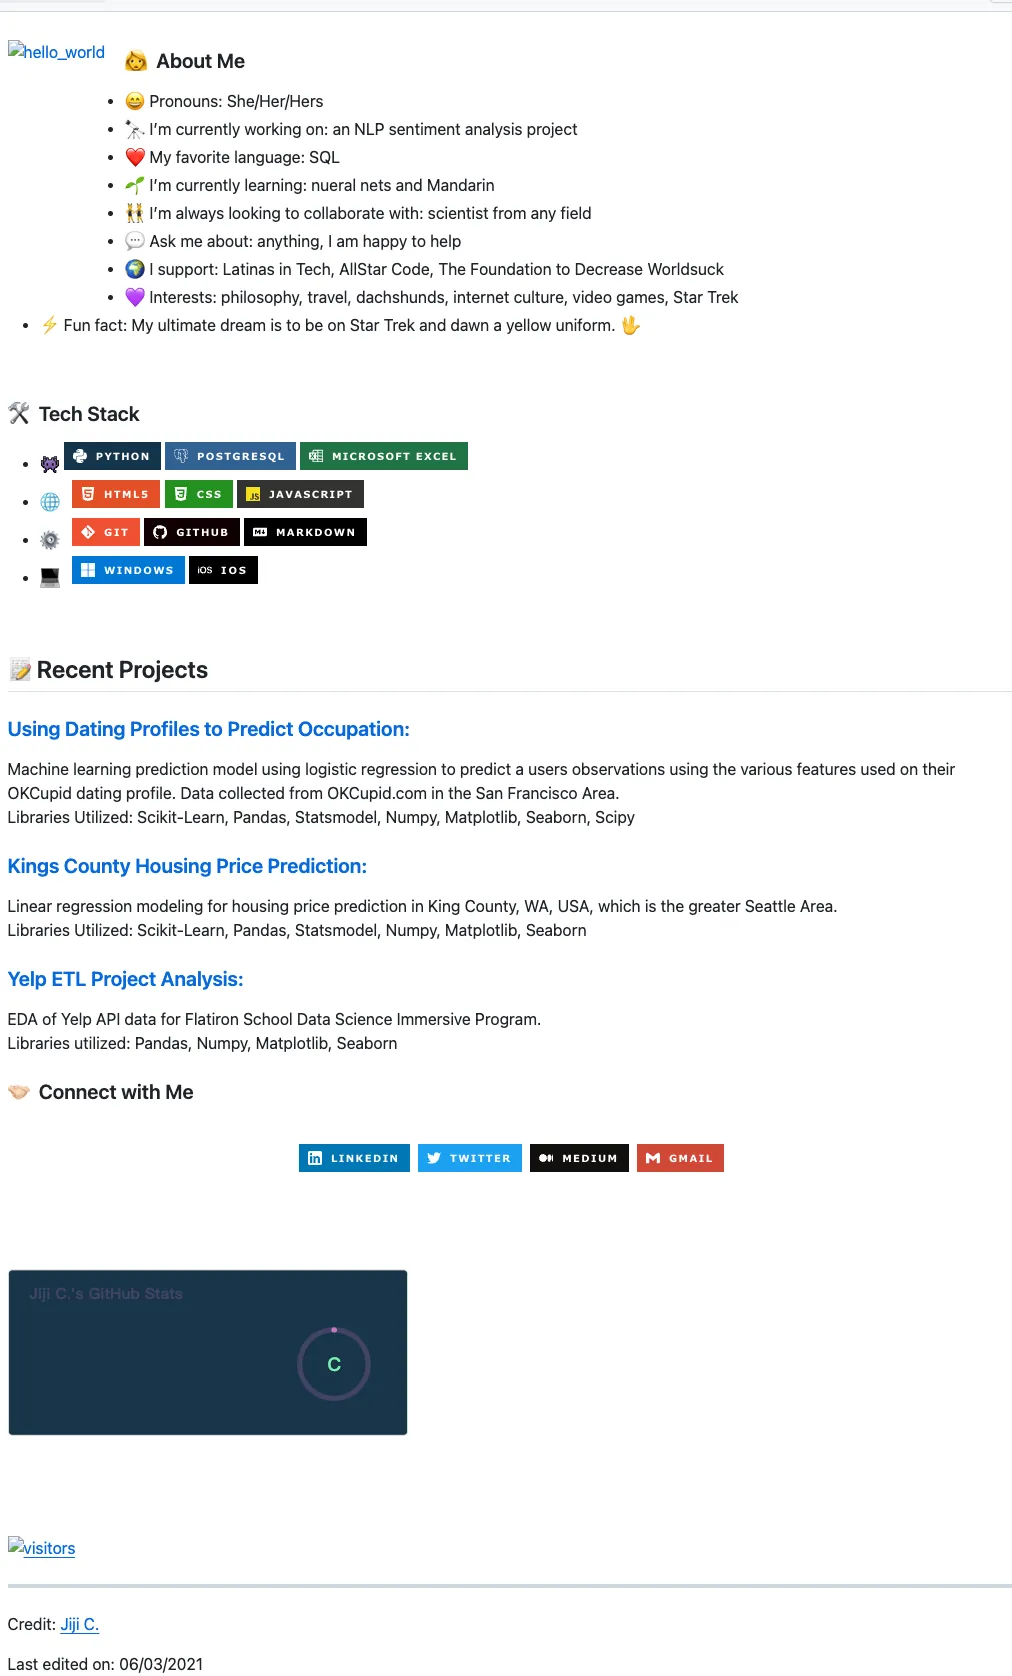 hello_world
About Me
Pronouns: She/Her/Hers
I'm currently working on: an NLP sentiment analysis project
My favorite language: SQL
I'm currently learning: nueral nets and Mandarin
I'm always looking to collaborate with: scientist from any field
Ask me about: anything, I am happy to help
I support: Latinas in Tech, AllStar Code, The Foundation to Decrease Worldsuck
Interests: philosophy, travel, dachshunds, internet culture, video games, Star Trek
Fun fact: My ultimate dream is to be on Star Trek and dawn a yellow uniform.
Tech Stack
PYTHON POSTGRESQL MICROSOFT EXCEL
HTML5 CSS JS JAVASCRIPT
GIT GITHUB MARKDOWN
WINDOWS iOS IOS
Recent Projects
Using Dating Profiles to Predict Occupation:
Machine learning prediction model using logistic regression to predict a users observations using the various features used on their
OKCupid dating profile. Data collected from OKCupid.com in the San Francisco Area.
Libraries Utilized: Scikit-Learn, Pandas, Statsmodel, Numpy, Matplotlib, Seaborn, Scipy
Kings County Housing Price Prediction:
Linear regression modeling for housing price prediction in King County, WA, USA, which is the greater Seattle Area.
Libraries Utilized: Scikit-Learn, Pandas, Statsmodel, Numpy, Matplotlib, Seaborn
Yelp ETL Project Analysis:
EDA of Yelp API data for Flatiron School Data Science Immersive Program.
Libraries utilized: Pandas, Numpy, Matplotlib, Seaborn
Connect with Me
LINKEDIN TWITTER MEDIUM GMAIL
Jiji C.'s GitHub Stats
C
visitors
Credit: Jiji C.
Last edited on: 06/03/2021